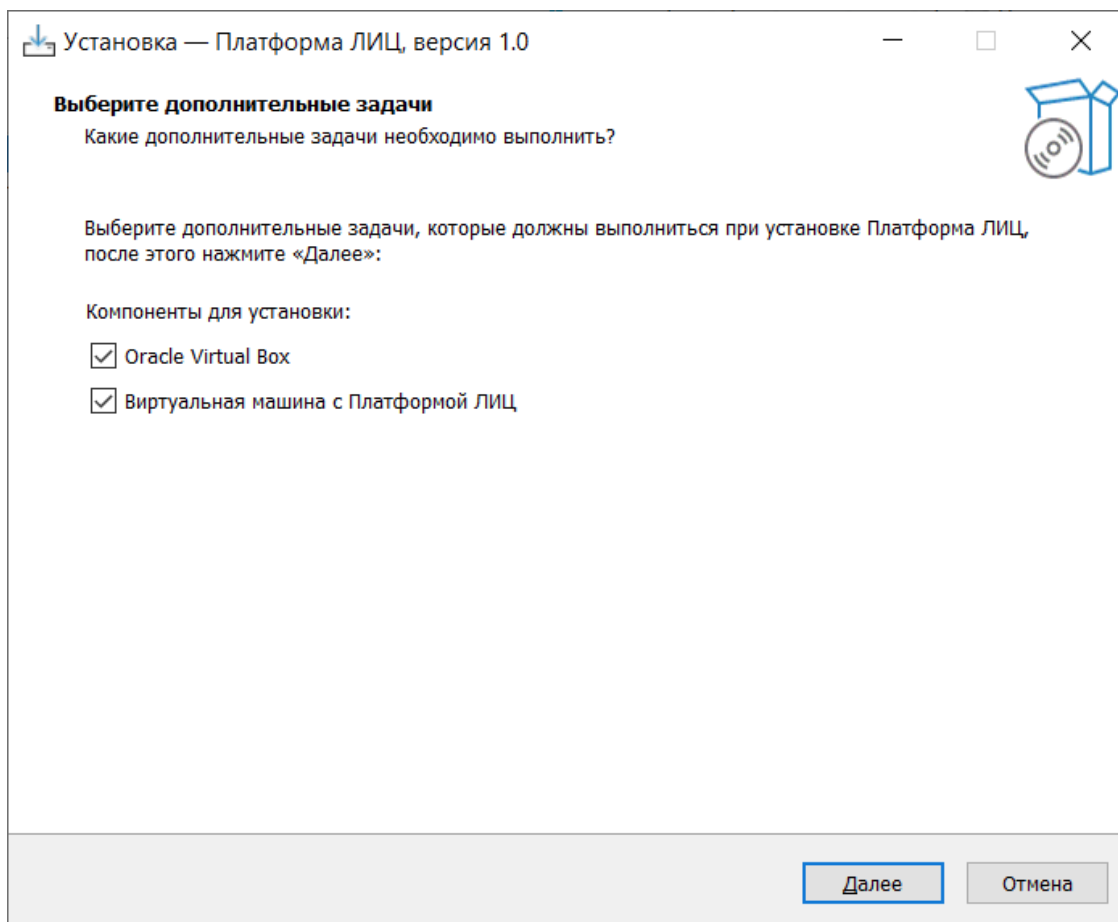 Установка — Платформа ЛИЦ, версия 1.0
Выберите дополнительные задачи
Какие дополнительные задачи необходимо выполнить?
Выберите дополнительные задачи, которые должны выполниться при установке Платформа ЛИЦ,
после этого нажмите «Далее»:
Компоненты для установки:
Oracle Virtual Box
Виртуальная машина с Платформой ЛИЦ
Далее
Отмена